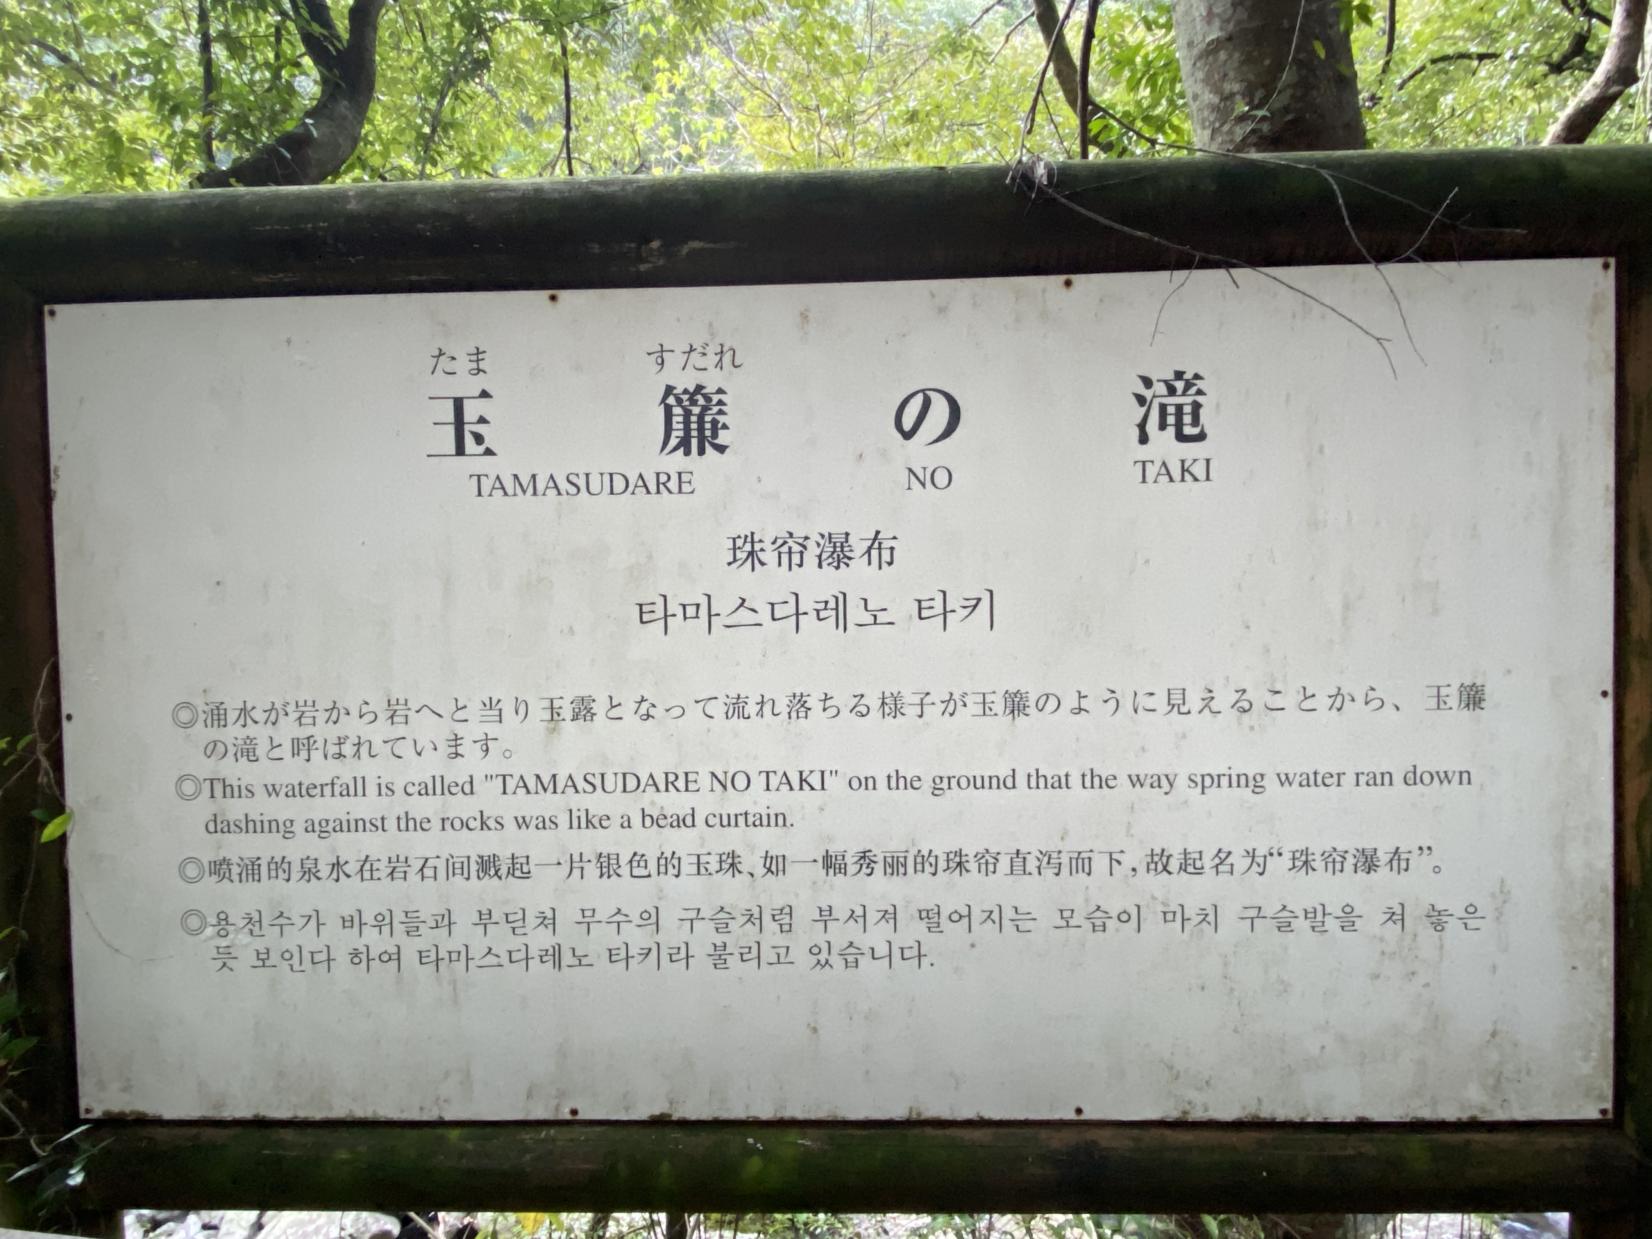 たま すだれ
玉 簾 の 滝
TAMASUDARE NO TAKI
珠帘瀑布
타마스다레노 타키
◎涌水が岩から岩へと当り玉露となって流れ落ちる様子が玉簾のように見えることから、玉簾
の滝と呼ばれています。
◎This waterfall is called "TAMASUDARE NO TAKI" on the ground that the way spring water ran down
dashing against the rocks was like a bead curtain.
◎喷涌的泉水在岩石间溅起一片银色的玉珠、如一幅秀丽的珠帘直泻而下,故起名为“珠帘瀑布”。
◎용천수가 바위들과 부딛쳐 무수의 구슬처럼 부서져 떨어지는 모습이 마치 구슬발을 쳐 놓은
듯 보인다 하여 타마스다레노 타키라 불리고 있습니다.